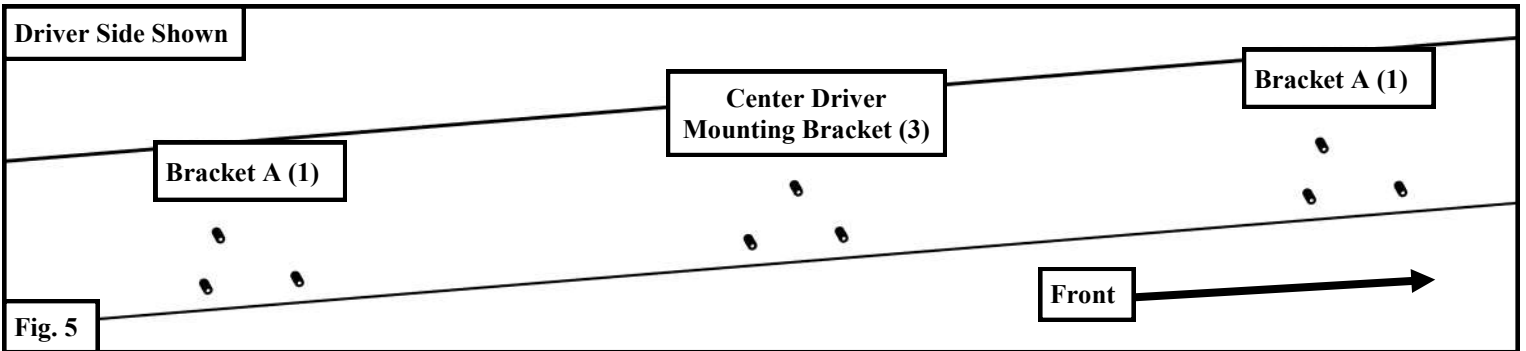 Driver Side Shown
Bracket A (1)
Center Driver
Mounting Bracket (3)
Bracket A (1)
Front
Fig. 5